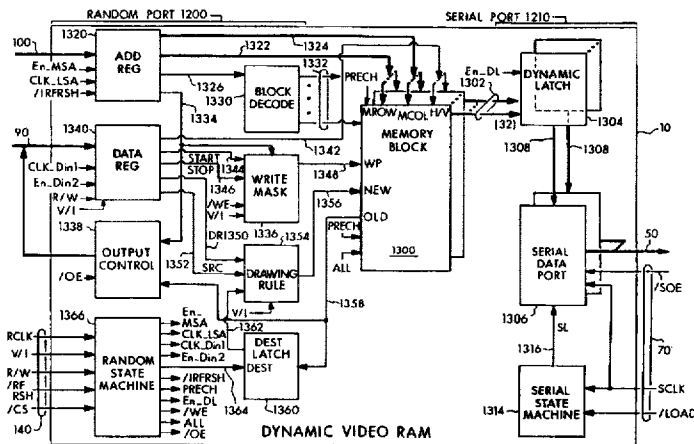 RANDOM PORT 1200
SERIAL PORT 1210
100
1320
ADD REG
En_MSA
CLK_LSA
/IRFRSH
1322
1324
1326
1330
BLOCK DECODE
1332
1334
PRECH
MROW
MCOL
H/V
MEMORY BLOCK
1300
WP
NEW
OLD
PRECH
ALL
1302
{32}
En_DL
DYNAMIC LATCH
1304
1308
1308
10
90
1340
DATA REG
CLK_Din1
En_Din2
R/W
V/I
1342
START
STOP
1344
1346
WRITE MASK
/WE
V/I
1336
1348
1356
1338
OUTPUT CONTROL
/OE
1352
DR1350
SRC
1354
DRAWING RULE
V/I
1358
1362
DEST LATCH
DEST
1360
1364
1366
RANDOM STATE MACHINE
RCLK
V/I
R/W
/RF RSH
/CS
140
En_MSA
CLK_LSA
CLK_Din1
En_Din2
/IRFRSH
PRECH
En_DL
/WE
ALL
/OE
SERIAL DATA PORT
1306
50
/SOE
SL
1316
70
SERIAL STATE MACHINE
1314
SCLK
/LOAD
DYNAMIC VIDEO RAM